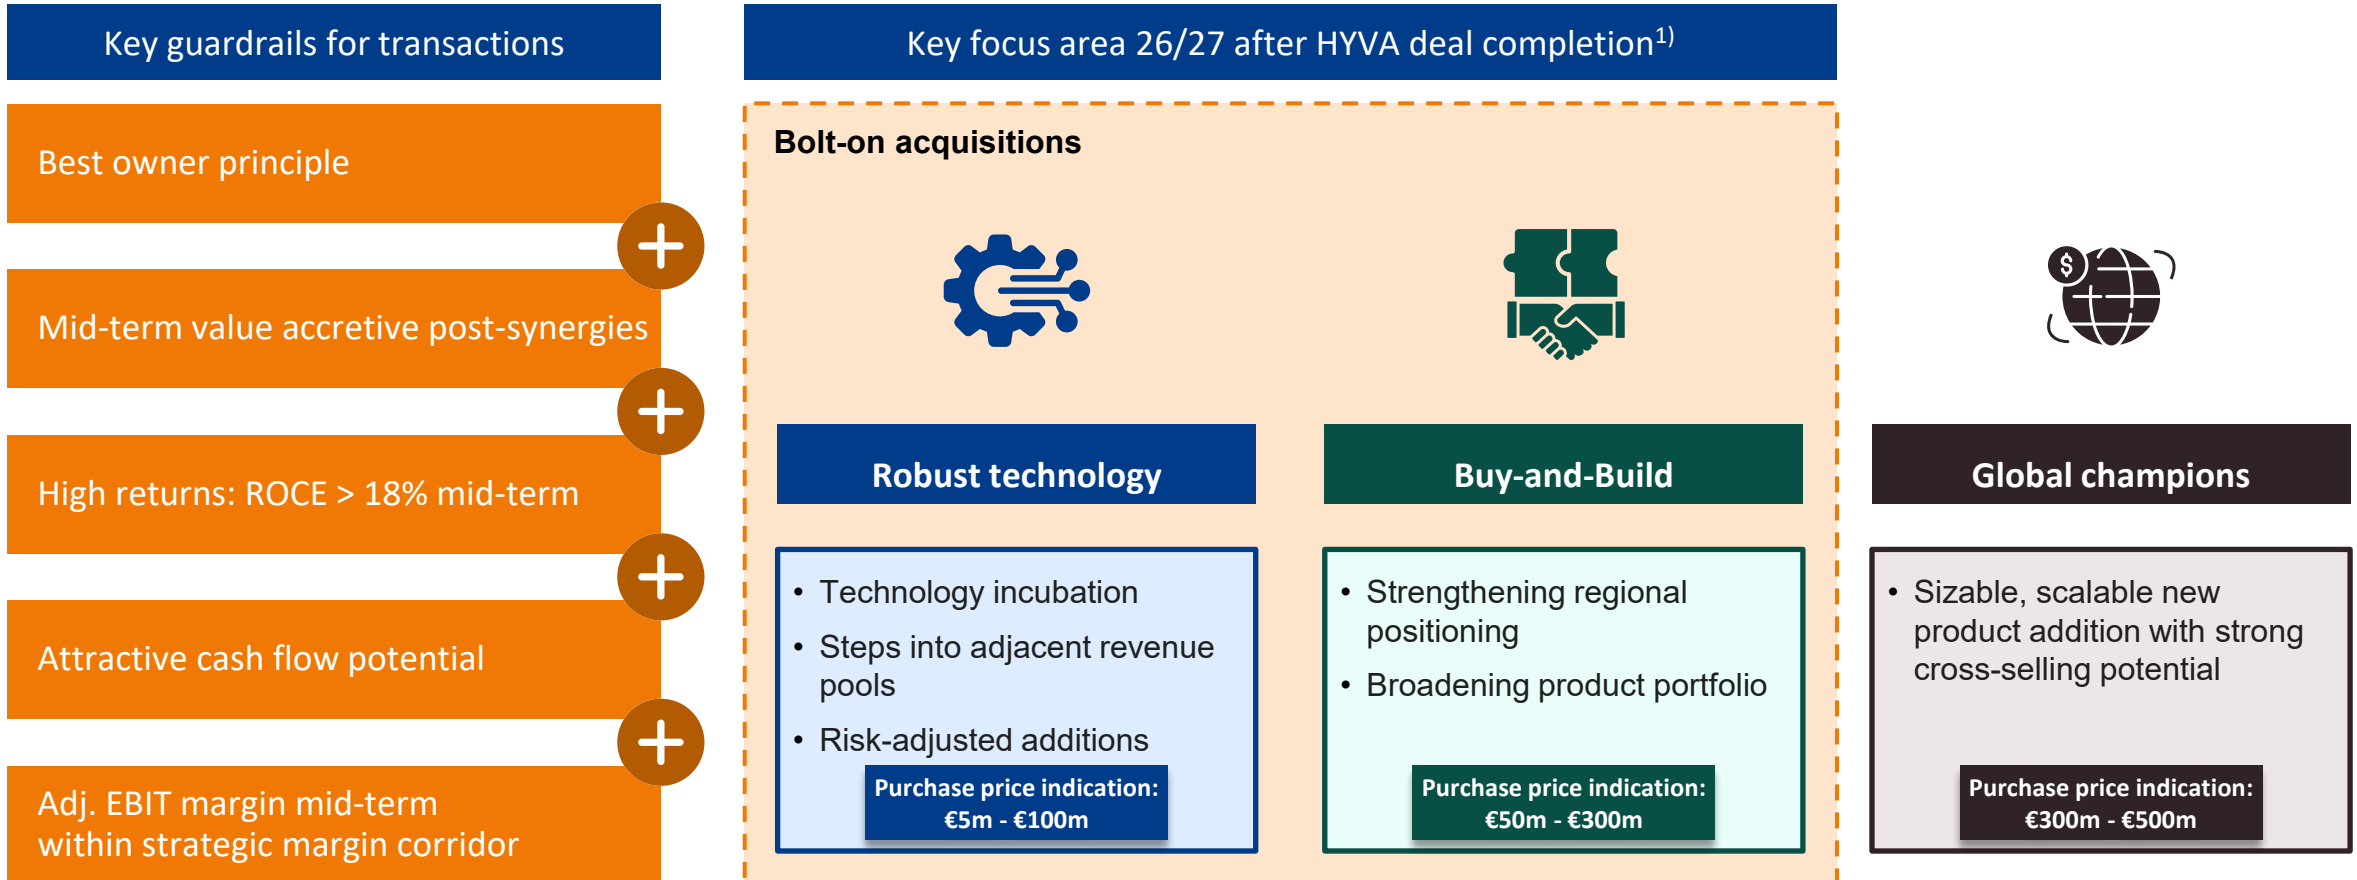 Key guardrails for transactions
Best owner principle
Mid-term value accretive post-synergies
High returns: ROCE > 18% mid-term
Attractive cash flow potential
Adj. EBIT margin mid-term
within strategic margin corridor
Key focus area 26/27 after HYVA deal completion1)
Bolt-on acquisitions
Robust technology
• Technology incubation
• Steps into adjacent revenue
pools
• Risk-adjusted additions
Purchase price indication:
€5m - €100m
Buy-and-Build
• Strengthening regional
positioning
• Broadening product portfolio
Purchase price indication:
€50m - €300m
$
Global champions
• Sizable, scalable new
product addition with strong
cross-selling potential
Purchase price indication:
€300m - €500m